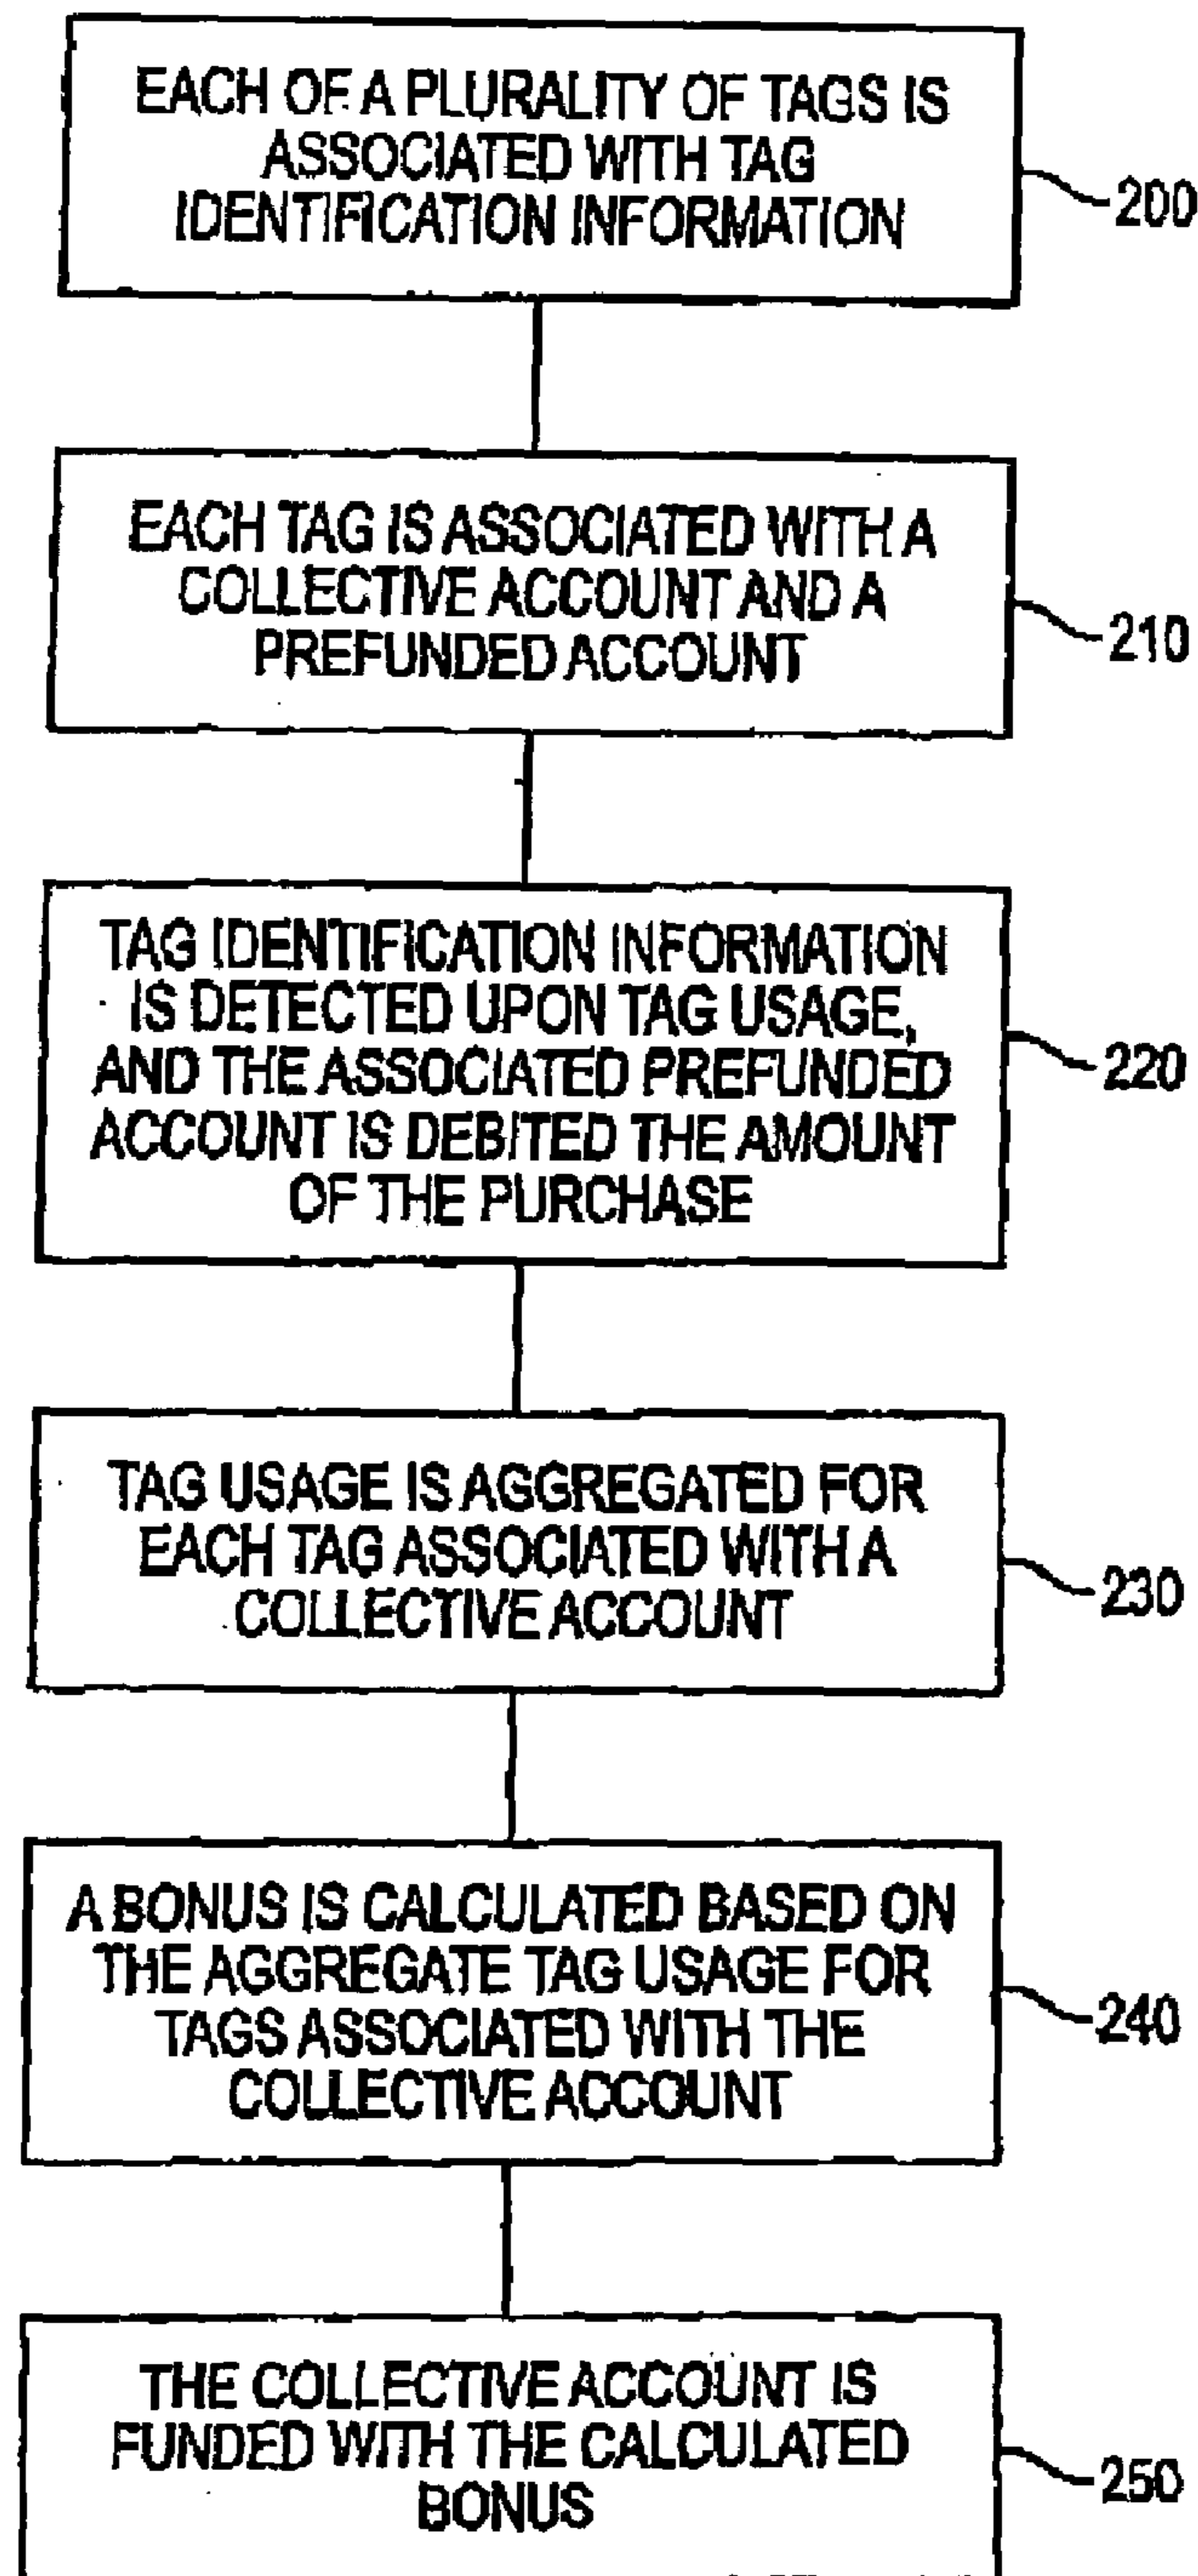 EACH OF A PLURALITY OF TAGS IS
ASSOCIATED WITH TAG
IDENTIFICATION INFORMATION
200
EACH TAG IS ASSOCIATED WITH A
COLLECTIVE ACCOUNT AND A
PREFUNDED ACCOUNT
210
TAG IDENTIFICATION INFORMATION
IS DETECTED UPON TAG USAGE,
AND THE ASSOCIATED PREFUNDED
ACCOUNT IS DEBITED THE AMOUNT
OF THE PURCHASE
220
TAG USAGE IS AGGREGATED FOR
EACH TAG ASSOCIATED WITH A
COLLECTIVE ACCOUNT
230
A BONUS IS CALCULATED BASED ON
THE AGGREGATE TAG USAGE FOR
TAGS ASSOCIATED WITH THE
COLLECTIVE ACCOUNT
240
THE COLLECTIVE ACCOUNT IS
FUNDED WITH THE CALCULATED
BONUS
250